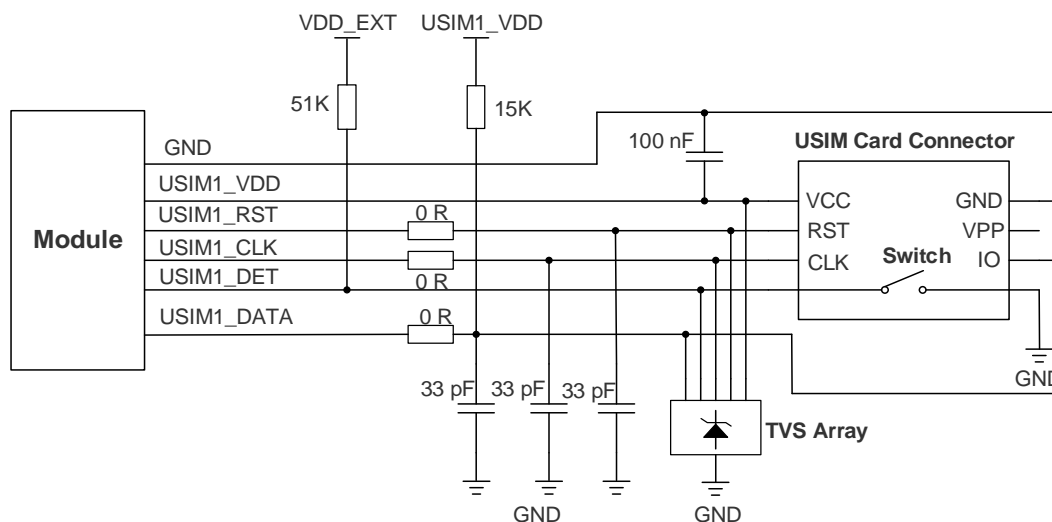 VDD_EXT USIM1_VDD
51K 15K
GND
100 nF
USIM Card Connector
USIM1_VDD
VCC GND
USIM1_RST
0 R
RST VPP
Module
USIM1_CLK
CLK IO
Switch
USIM1_DET
0 R
USIM1_DATA
0 R
GND
33 pF 33 pF 33 pF
TVS Array
GND
GND